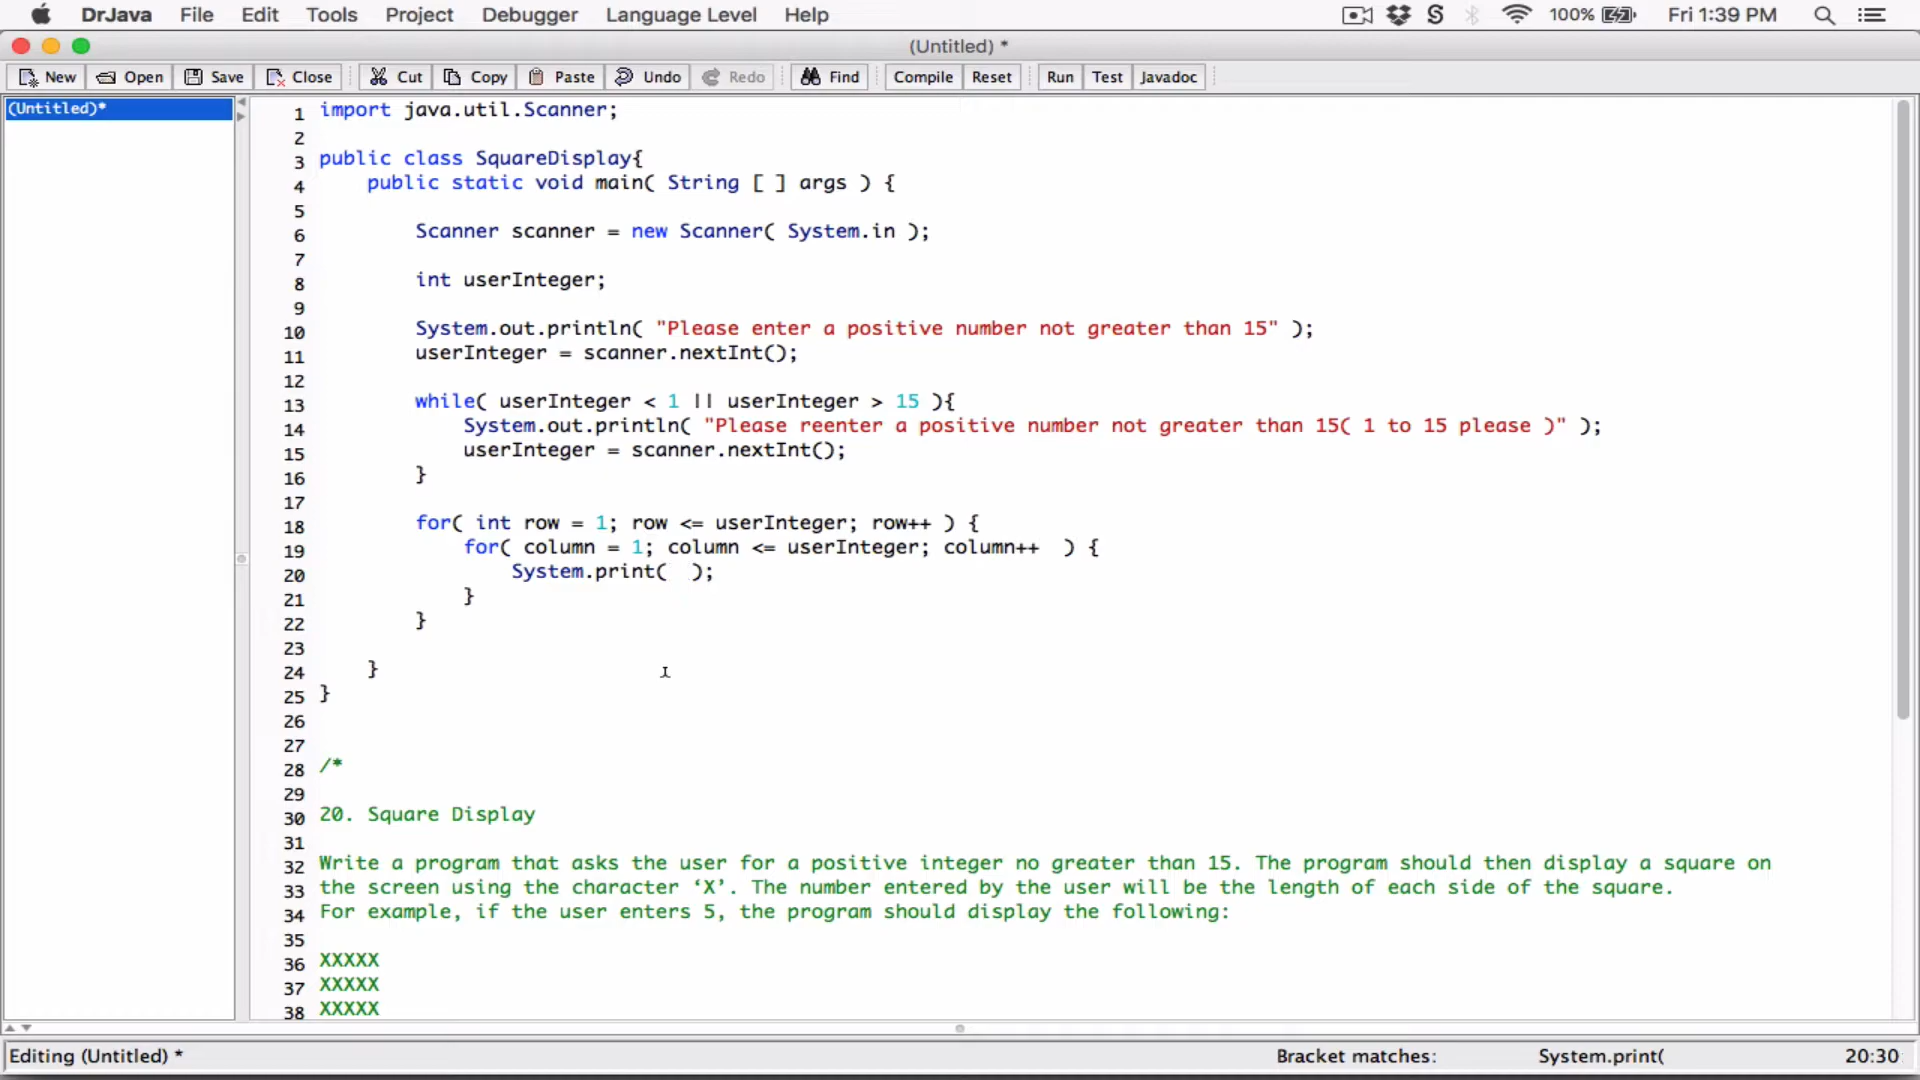 DrJava File Edit Tools Project Debugger Language Level Help S 100% Fri 1:39 PM
(Untitled) *
New Open Save Close Cut Copy Paste Undo Redo Find Compile Reset Run Test Javadoc
(Untitled)*
1 import java.util.Scanner;
2
3 public class SquareDisplay{
4 public static void main( String [ ] args ) {
5
6 Scanner scanner = new Scanner( System.in );
7
8 int userInteger;
9
10 System.out.println( "Please enter a positive number not greater than 15" );
11 userInteger = scanner.nextInt();
12
13 while( userInteger < 1 || userInteger > 15 ){
14 System.out.println( "Please reenter a positive number not greater than 15( 1 to 15 please )" );
15 userInteger = scanner.nextInt();
16 }
17
18 for( int row = 1; row <= userInteger; row++ ) {
19 for( column = 1; column <= userInteger; column++  ) {
20 System.print(  );
21 }
22 }
23
24 }
25 }
26
27
28 /*
29
30 20. Square Display
31
32 Write a program that asks the user for a positive integer no greater than 15. The program should then display a square on
33 the screen using the character ‘X’. The number entered by the user will be the length of each side of the square.
34 For example, if the user enters 5, the program should display the following:
35
36 XXXXX
37 XXXXX
38 XXXXX
Editing (Untitled) * Bracket matches: System.print( 20:30